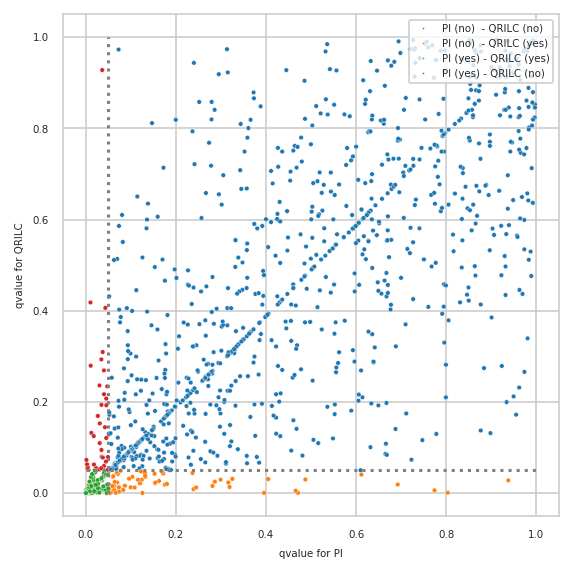 PI (no) - QRILC (no)
PI (no) - QRILC (yes)
PI (yes) - QRILC (yes)
PI (yes) - QRILC (no)
1.0
0.8
0.6
0.4
0.2
0.0
qvalue for QRILC
0.0 0.2 0.4 0.6 0.8 1.0
qvalue for PI